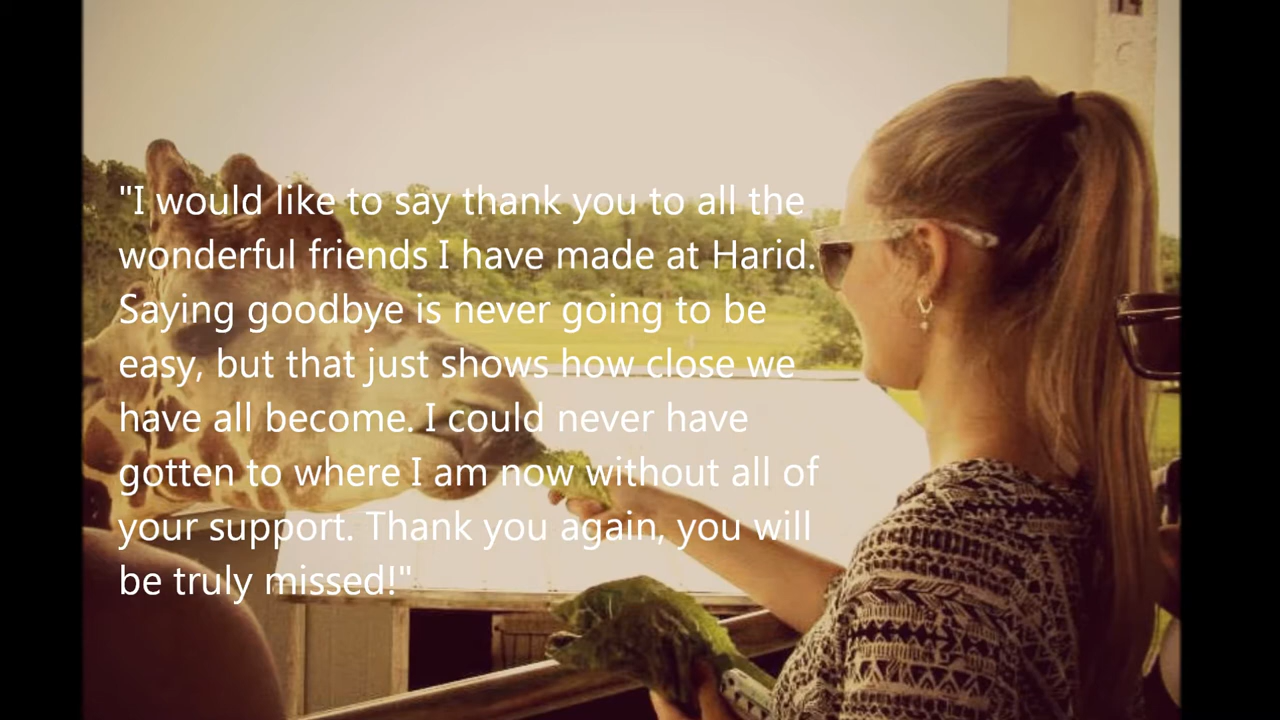 "I would like to say thank you to all the
wonderful friends I have made at Harid.
Saying goodbye is never going to be
easy, but that just shows how close we
have all become. I could never have
gotten to where I am now without all of
your support. Thank you again, you will
be truly missed!"